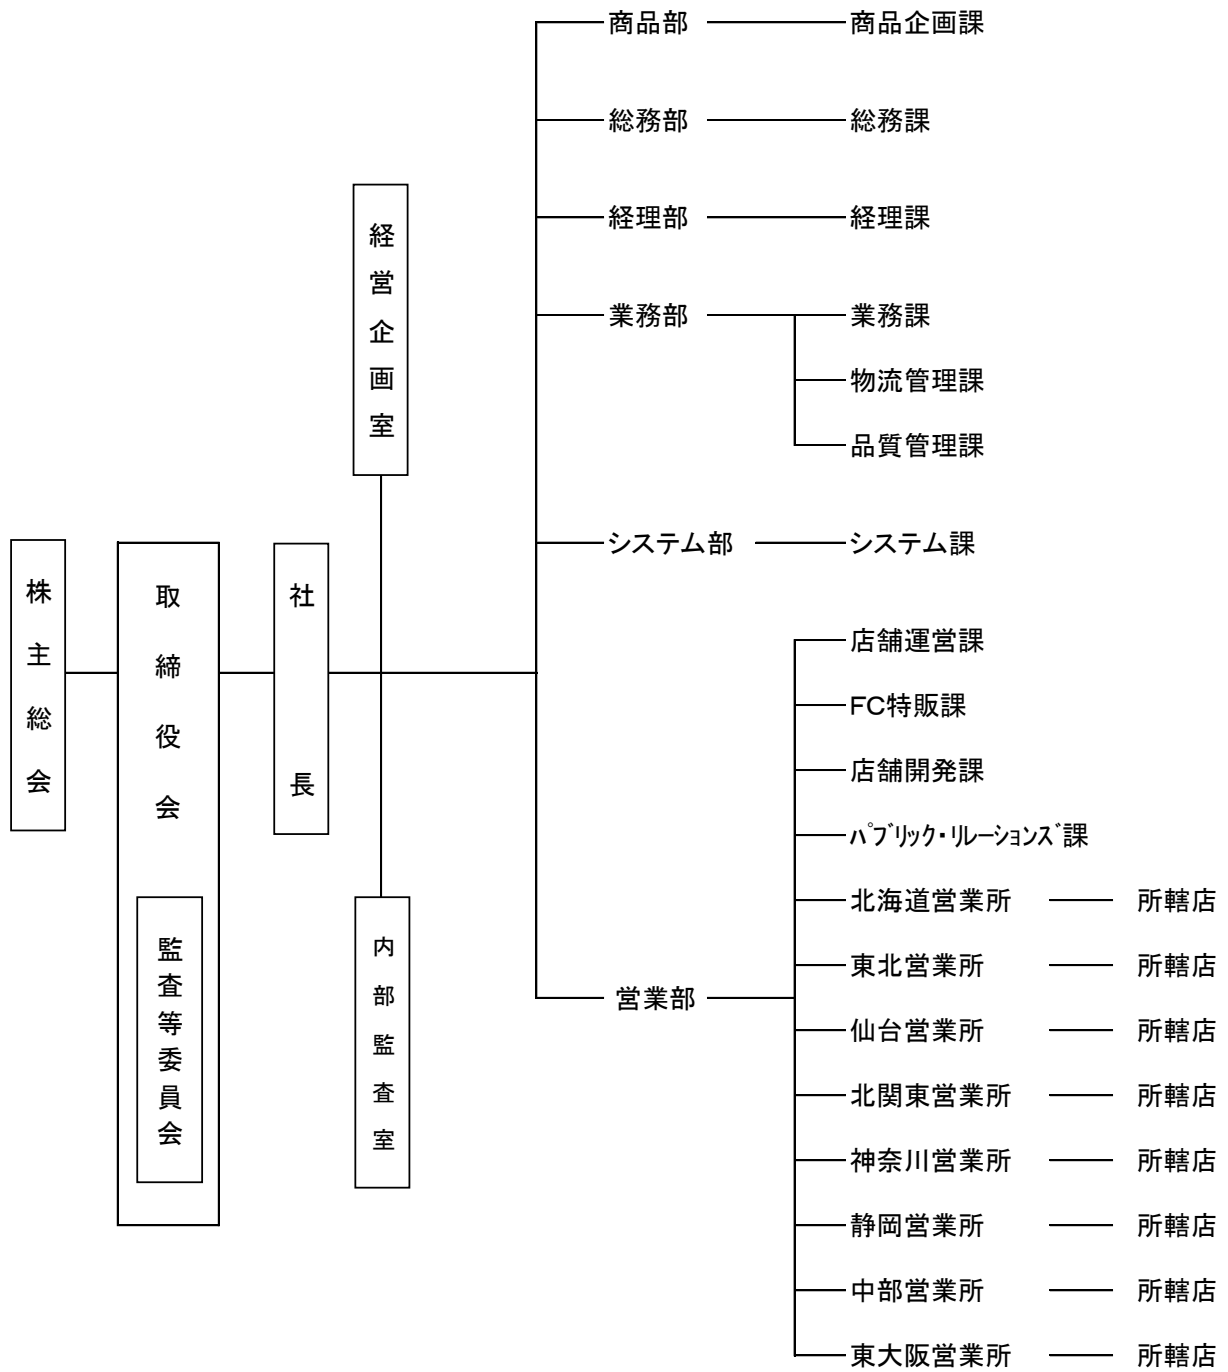 株主総会
取締役会
監査等委員会
社長
経営企画室
内部監査室
商品部 商品企画課
総務部 総務課
経理部 経理課
業務部 業務課
物流管理課
品質管理課
システム部 システム課
営業部
店舗運営課
FC特販課
店舗開発課
ﾊﾟﾌﾞﾘｯｸ・ﾘﾚｰｼｮﾝｽﾞ課
北海道営業所 所轄店
東北営業所 所轄店
仙台営業所 所轄店
北関東営業所 所轄店
神奈川営業所 所轄店
静岡営業所 所轄店
中部営業所 所轄店
東大阪営業所 所轄店